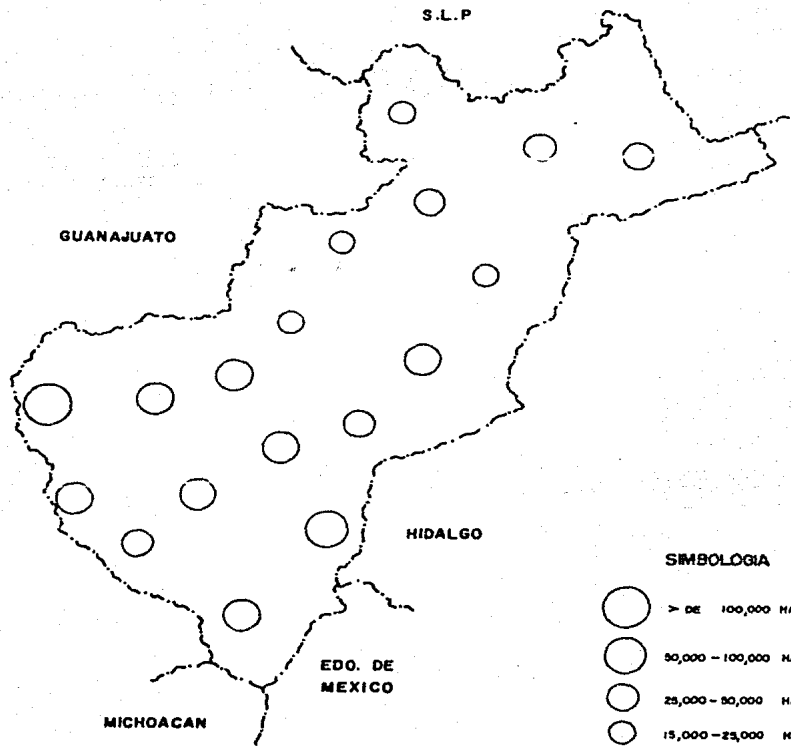 S.L.P
GUANAJUATO
HIDALGO
SIMBOLOGIA
> DE 100,000
50,000 – 100,000
25,000 – 50,000
15,000 – 25,000
EDO. DE
MEXICO
MICHOACAN